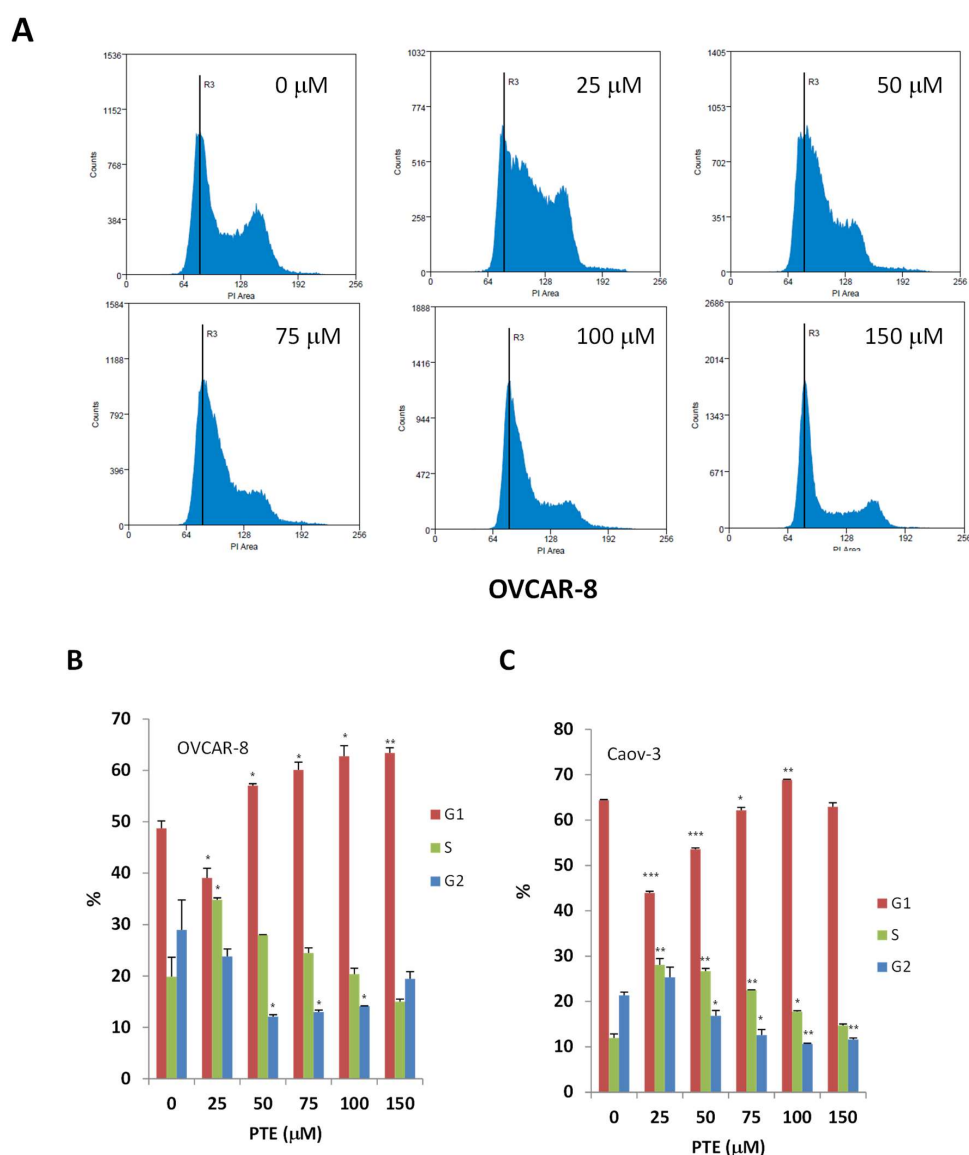 A
1536
1152
768
384
0
Counts
R3
0 μM
0 64 128 192 256
PI Area
1032
774
516
258
0
Counts
R3
25 μM
0 64 128 192 256
PI Area
1405
1053
702
351
0
Counts
R3
50 μM
0 64 128 192 256
PI Area
1584
1188
792
396
0
Counts
R3
75 μM
0 64 128 192 256
PI Area
1888
1416
944
472
0
Counts
R3
100 μM
0 64 128 192 256
PI Area
2686
2014
1343
671
0
Counts
R3
150 μM
0 64 128 192 256
PI Area
OVCAR-8
B
70
60
50
40
30
20
10
0
%
OVCAR-8
* * * * * * * * **
G1
S
G2
0 25 50 75 100 150
PTE (μM)
C
80
70
60
50
40
30
20
10
0
%
Caov-3
*** ** *** ** * * ** * ** * ** **
G1
S
G2
0 25 50 75 100 150
PTE (μM)